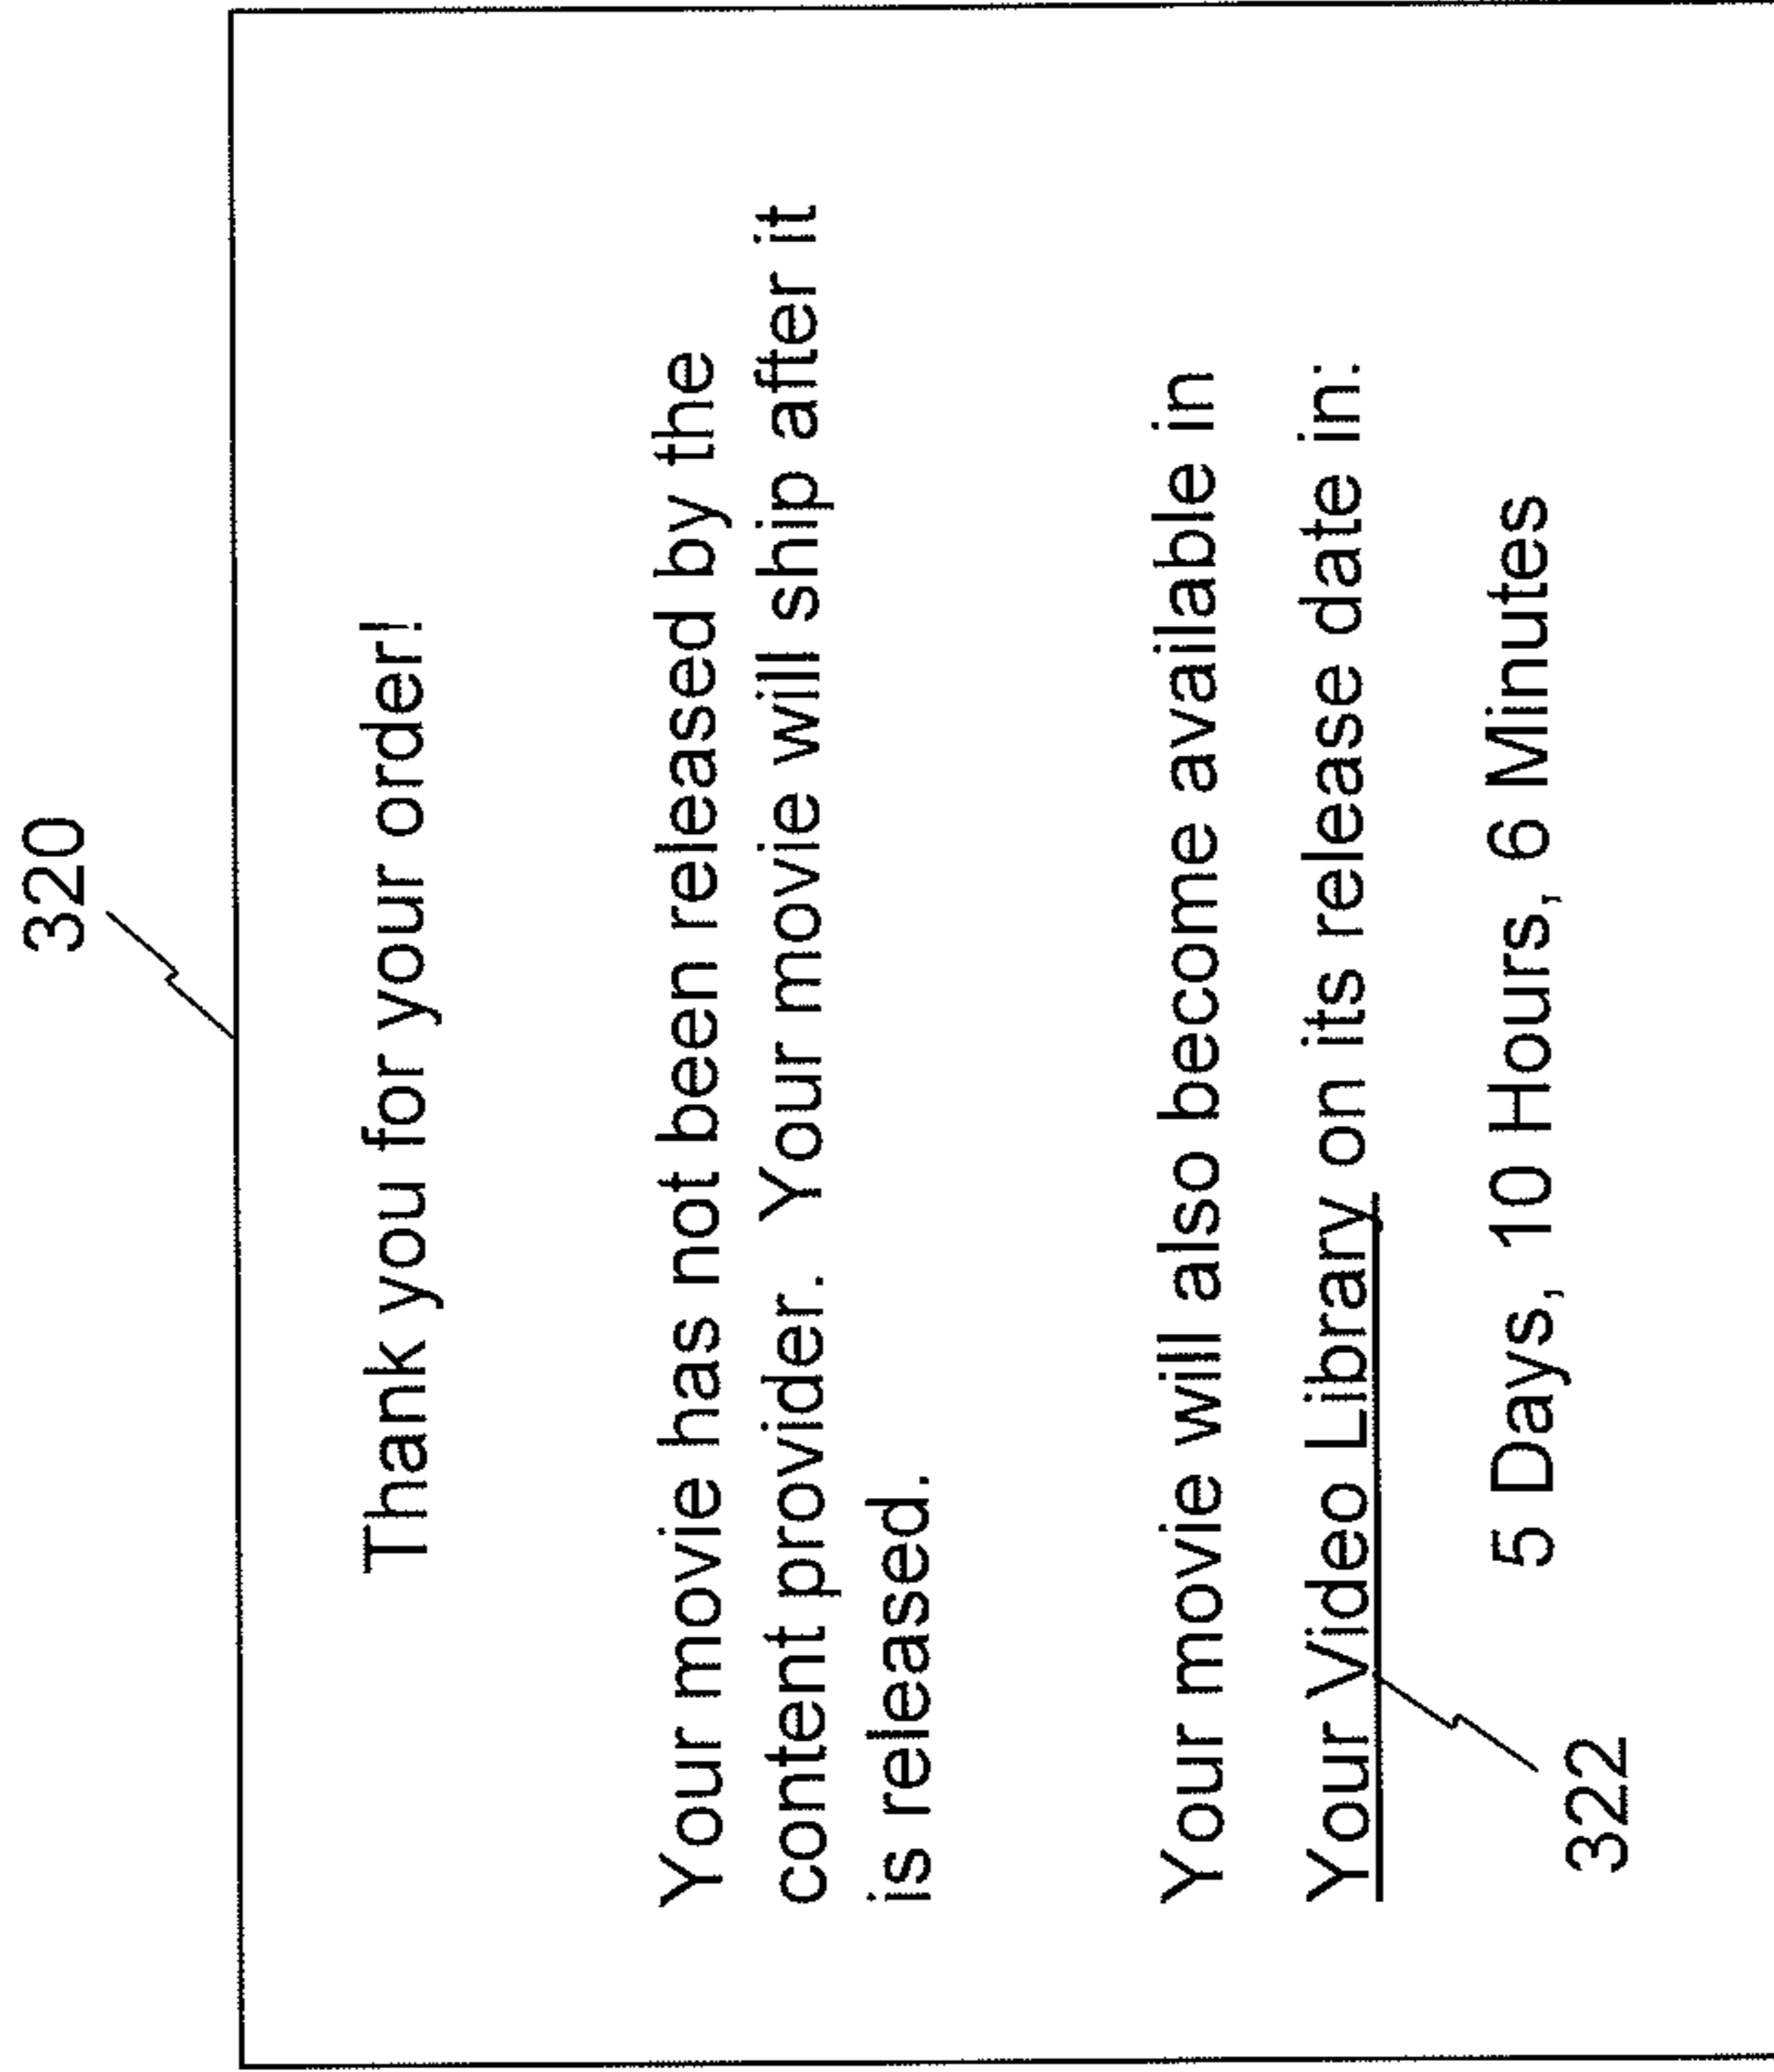 320
Thank you for your order!
Your movie has not been released by the
content provider. Your movie will ship after it
is released.
Your movie will also become available in
Your Video Library on its release date in:
5 Days, 10 Hours, 6 Minutes
322